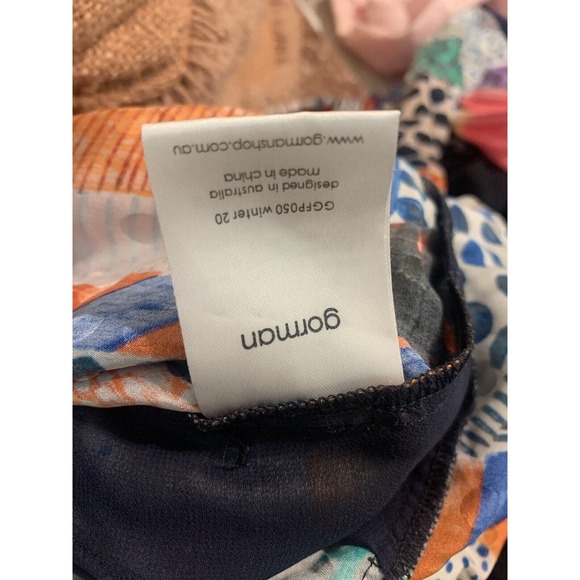 gorman
GGFP050 winter 20
designed in australia
made in china
www.gormanshop.com.au